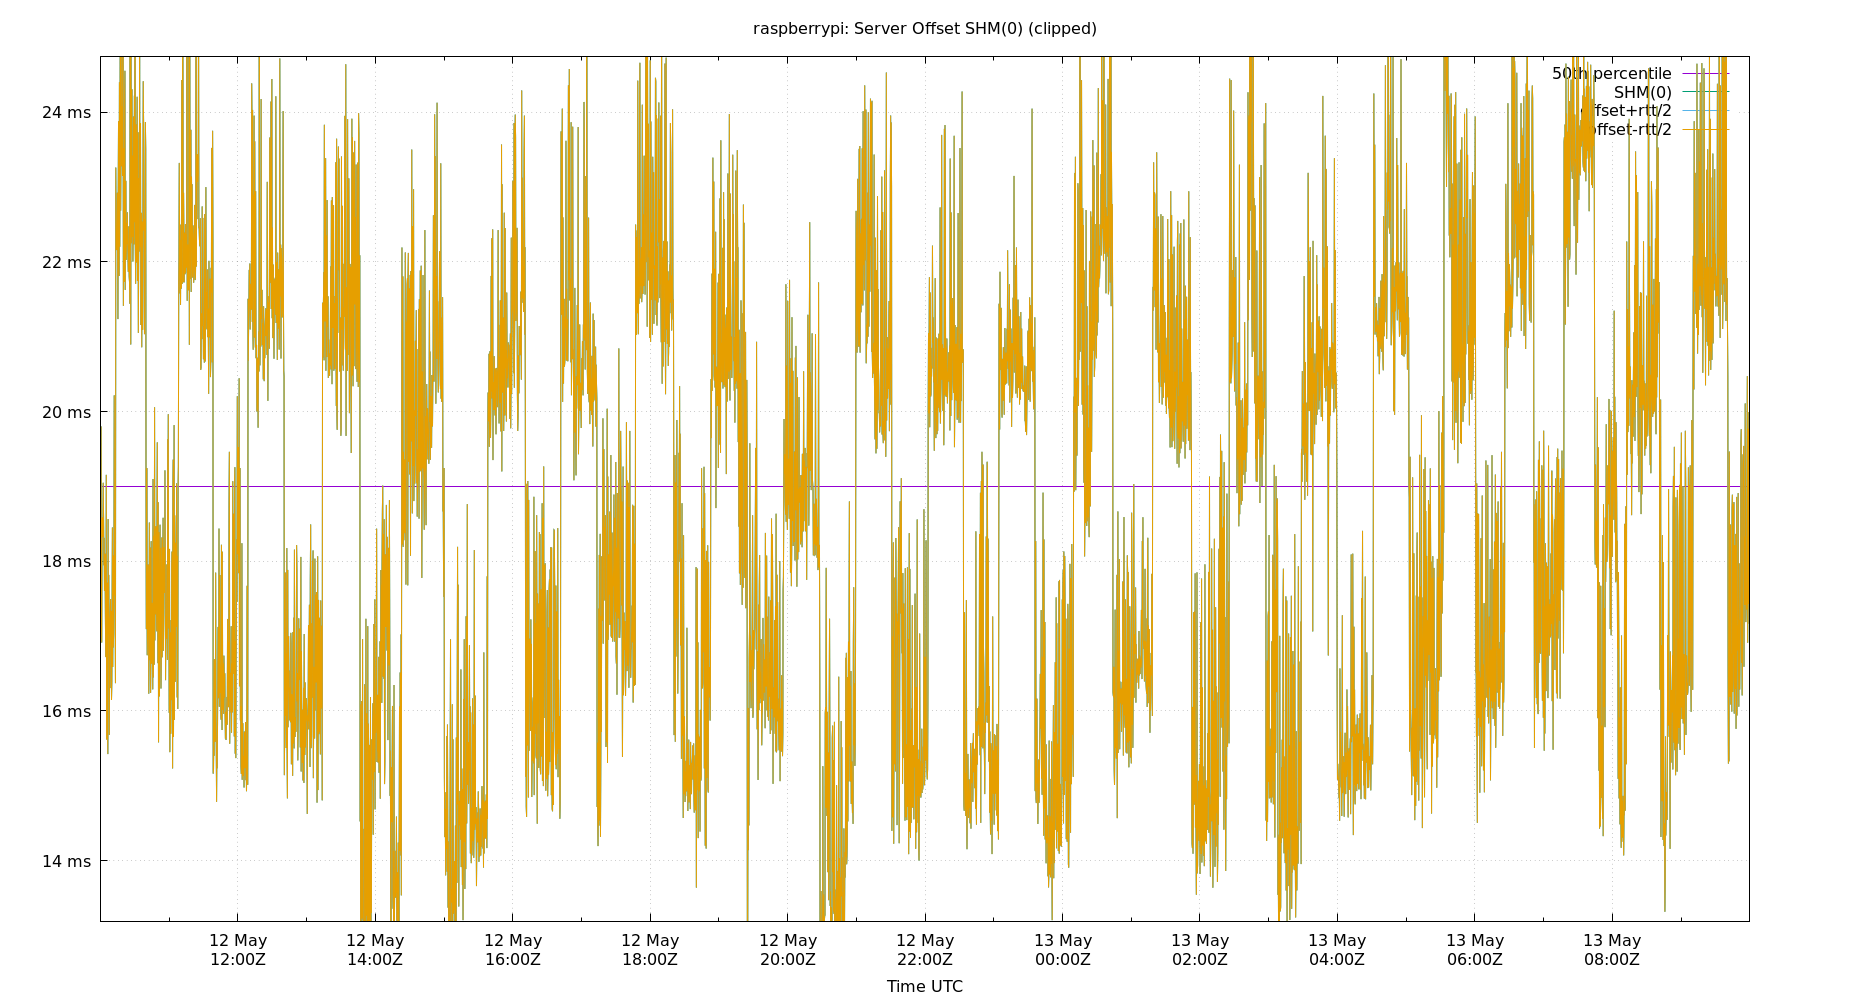 raspberrypi: Server Offset SHM(0) (clipped)
50th percentile
SHM(0)
offset+rtt/2
offset-rtt/2
24 ms
22 ms
20 ms
18 ms
16 ms
14 ms
12 May 12 May 12 May 12 May 12 May 12 May 13 May 13 May 13 May 13 May 13 May
12:00Z 14:00Z 16:00Z 18:00Z 20:00Z 22:00Z 00:00Z 02:00Z 04:00Z 06:00Z 08:00Z
Time UTC